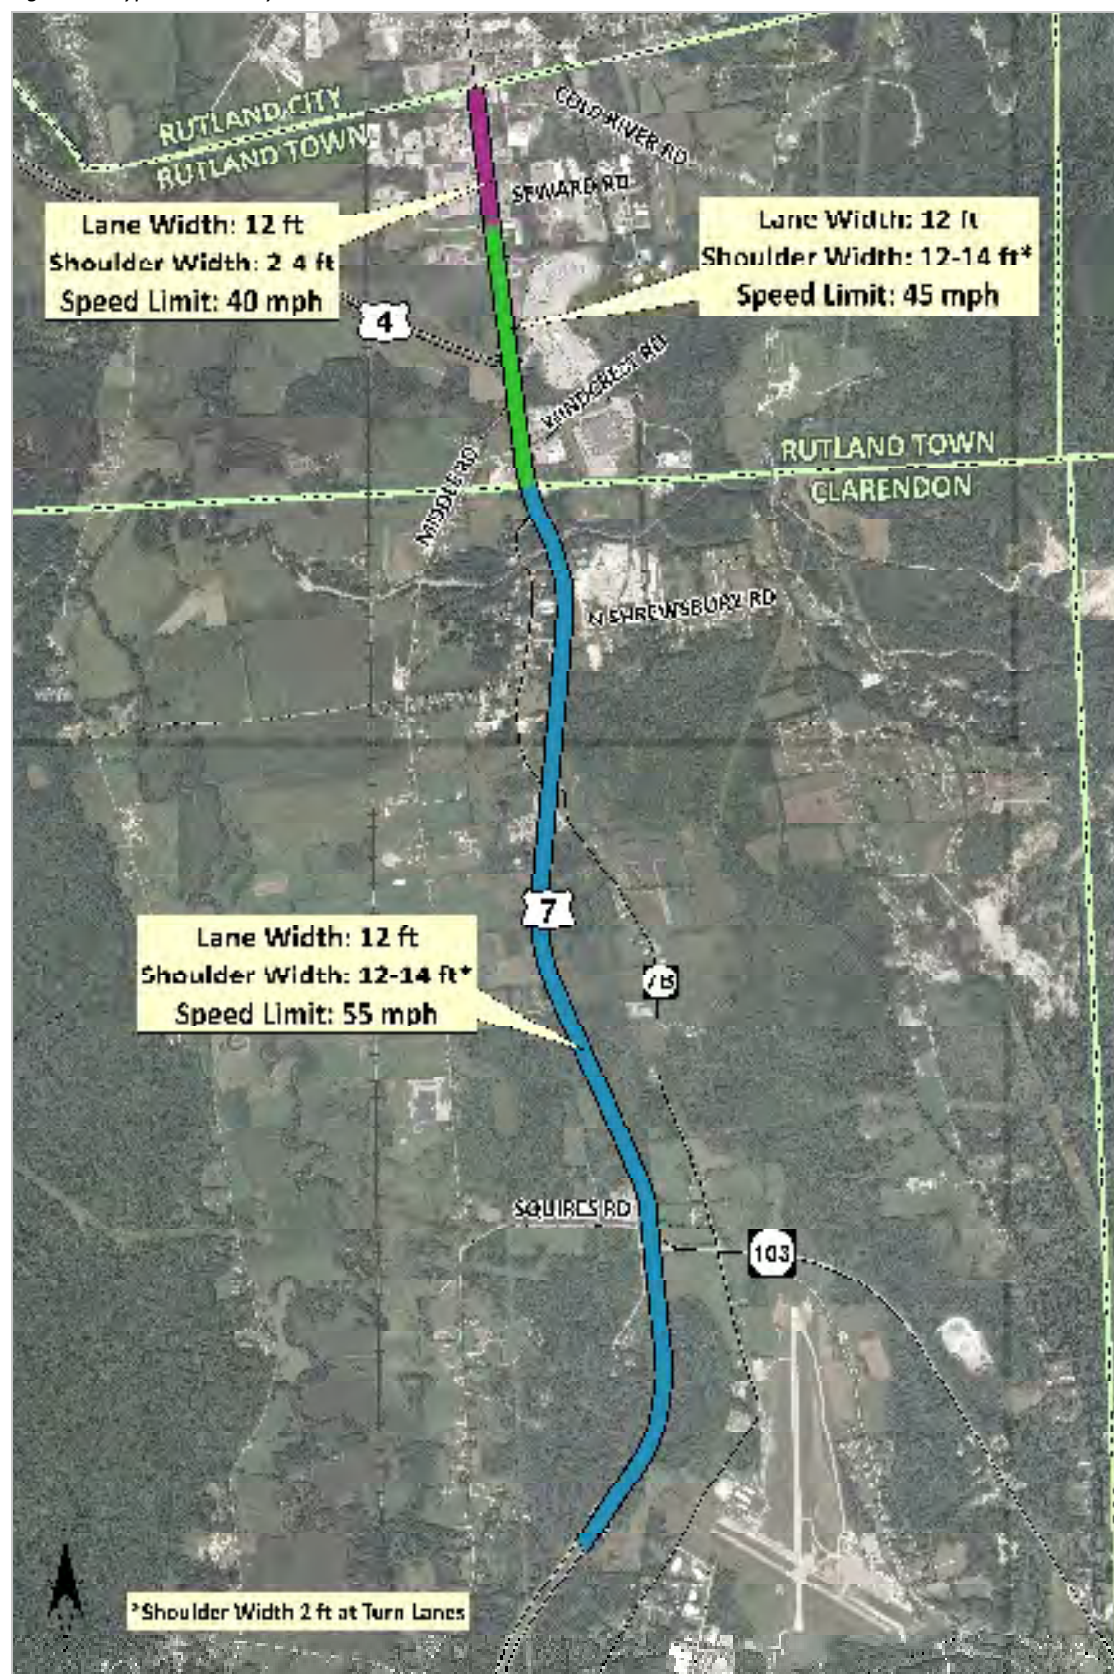 RUTLAND CITY
RUTLAND TOWN
COLD RIVER RD
SEWARD RD
Lane Width: 12 ft
Shoulder Width: 2-4 ft
Speed Limit: 40 mph
Lane Width: 12 ft
Shoulder Width: 12-14 ft*
Speed Limit: 45 mph
4
WINDCREST RD
MIDDLE RD
RUTLAND TOWN
CLARENDON
N SHREWSBURY RD
7
Lane Width: 12 ft
Shoulder Width: 12-14 ft*
Speed Limit: 55 mph
7B
SQUIRES RD
103
*Shoulder Width 2 ft at Turn Lanes